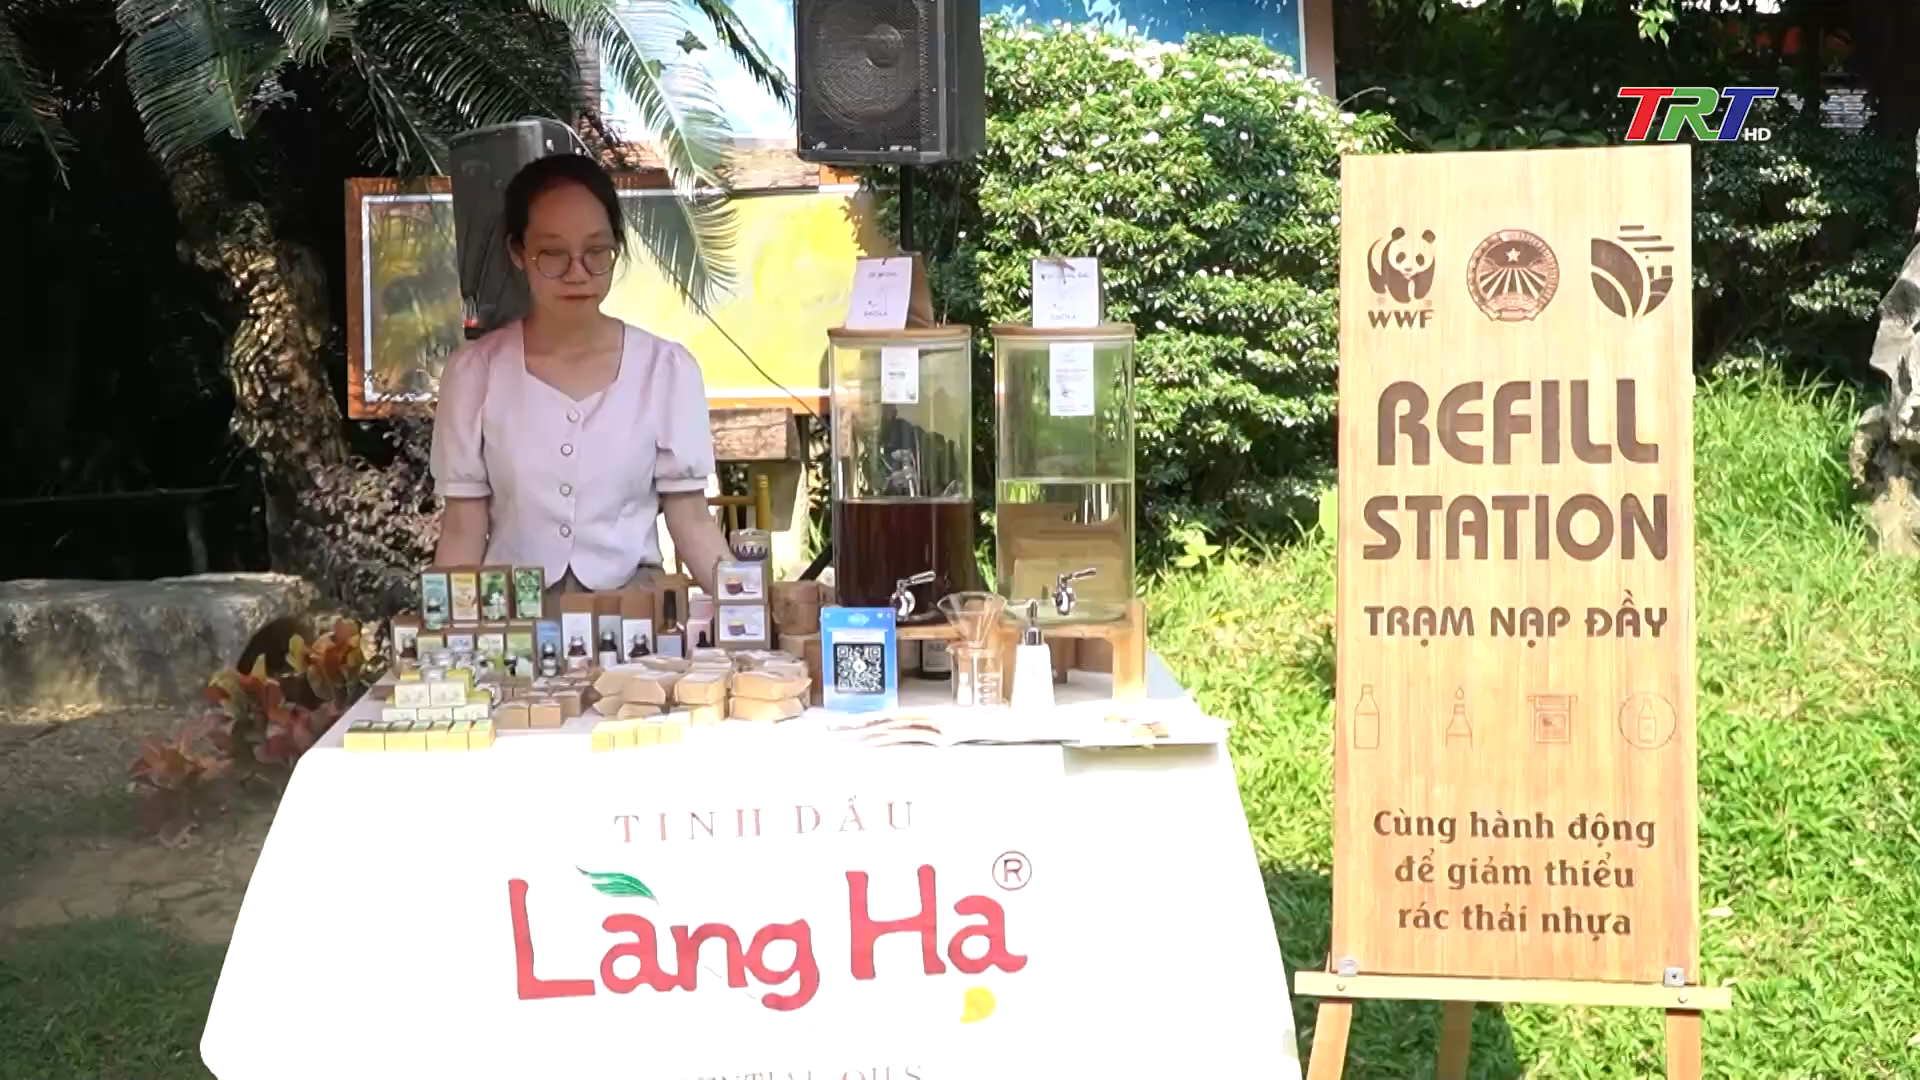 TRT HD
WWF
REFILL
STATION
TRẠM NẠP ĐẦY
Cùng hành động
để giảm thiểu
rác thải nhựa
TINH DẦU
Làng Hạ ®
OILS